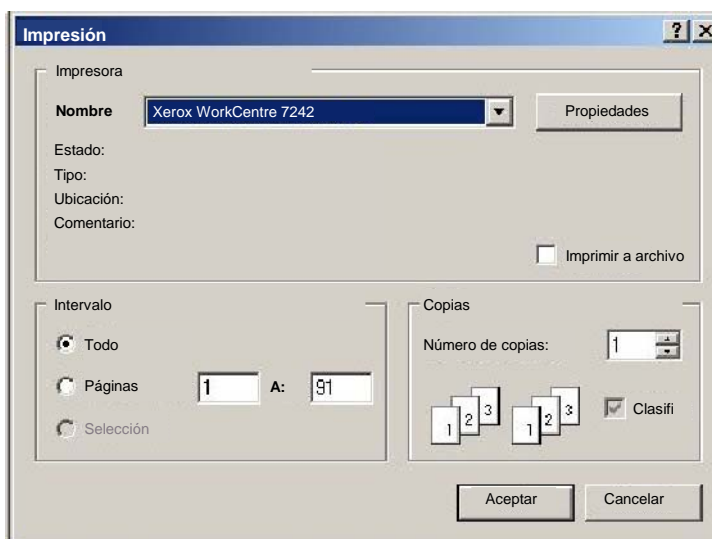 Impresión
Impresora
Nombre Xerox WorkCentre 7242 Propiedades
Estado:
Tipo:
Ubicación:
Comentario:
Imprimir a archivo
Intervalo
Todo
Páginas 1 A: 91
Selección
Copias
Número de copias: 1
1 2 3 1 2 3 Clasifi
Aceptar Cancelar